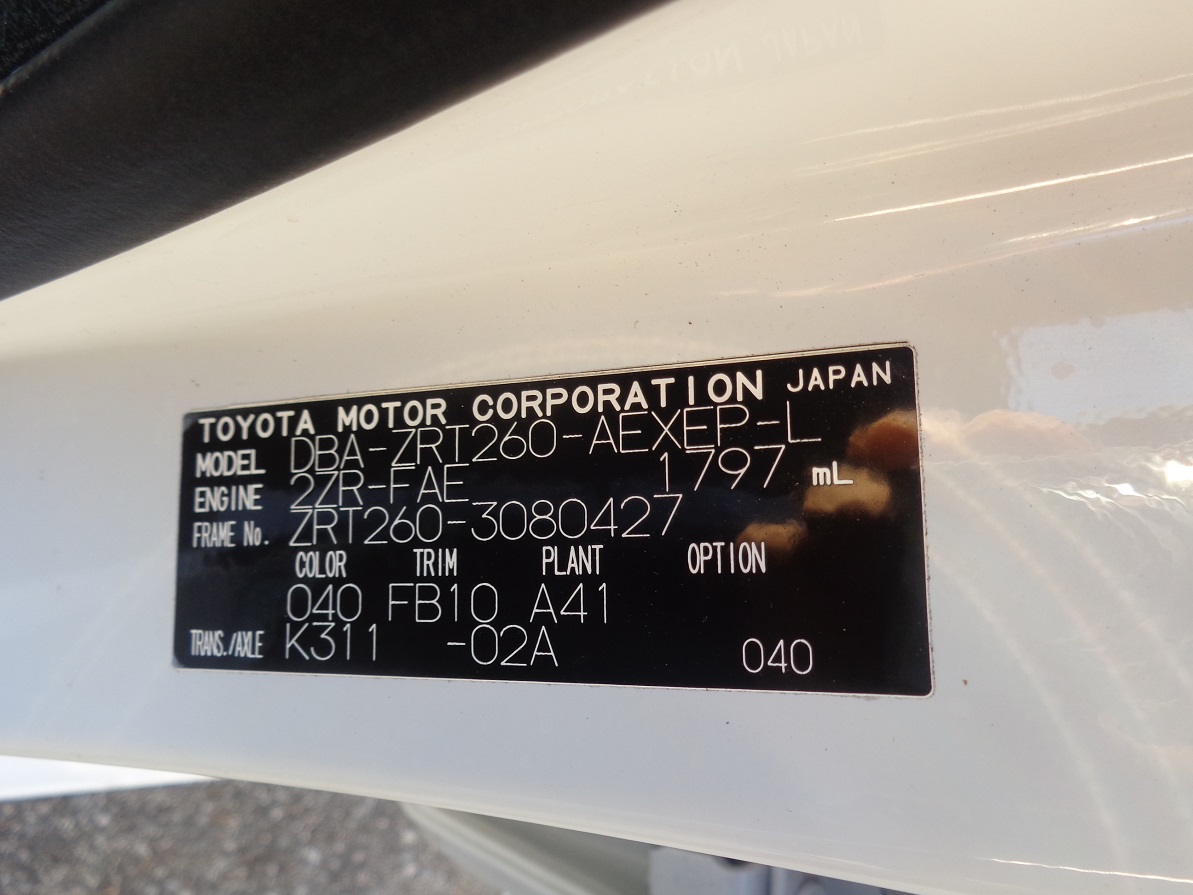 TOYOTA MOTOR CORPORATION JAPAN
MODEL DBA-ZRT260-AEXEP-L
ENGINE 2ZR-FAE 1797 mL
FRAME No. ZRT260-3080427
COLOR TRIM PLANT OPTION
040 FB10 A41
TRANS./AXLE K311 -02A 040